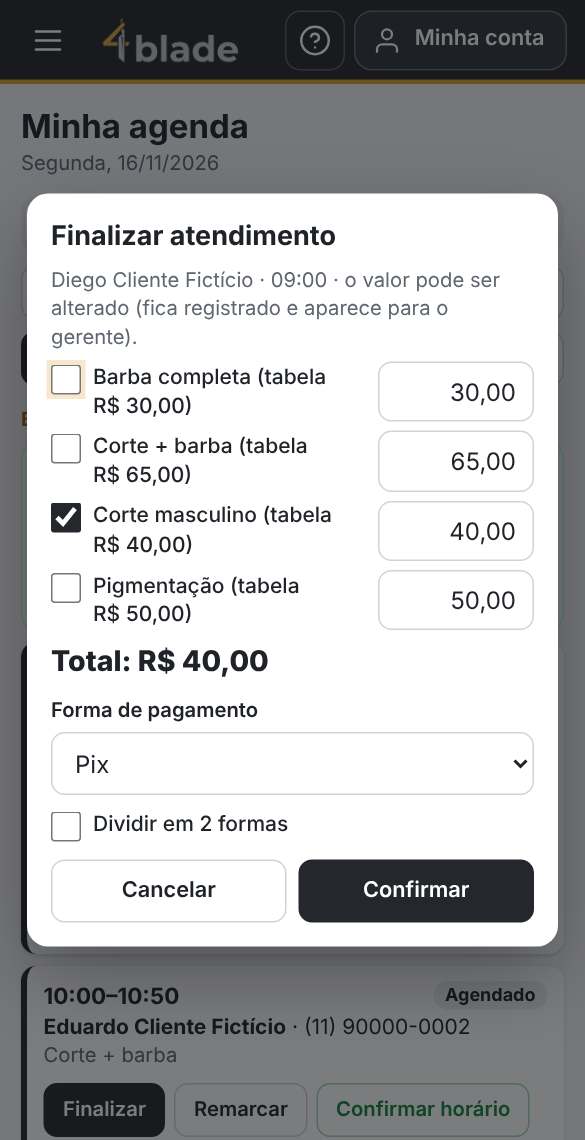 4blade
Minha conta
Minha agenda
Segunda, 16/11/2026
Finalizar atendimento
Diego Cliente Fictício · 09:00 · o valor pode ser
alterado (fica registrado e aparece para o
gerente).
Barba completa (tabela
R$ 30,00)
30,00
Corte + barba (tabela
R$ 65,00)
65,00
Corte masculino (tabela
R$ 40,00)
40,00
Pigmentação (tabela
R$ 50,00)
50,00
Total: R$ 40,00
Forma de pagamento
Pix
Dividir em 2 formas
Cancelar
Confirmar
10:00–10:50
Agendado
Eduardo Cliente Fictício · (11) 90000-0002
Corte + barba
Finalizar
Remarcar
Confirmar horário